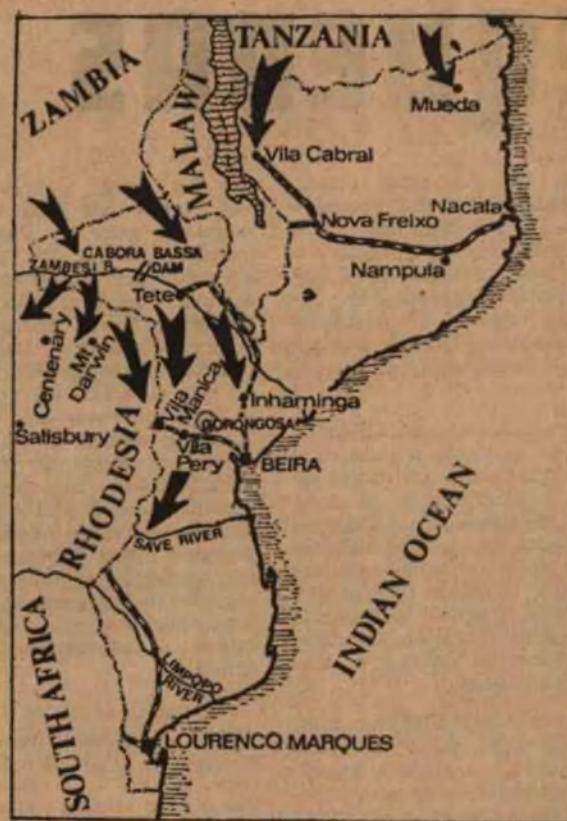 TANZANIA
ZAMBIA
MALAWI
Mueda
Vila Cabral
Nacala
Nova Freixo
Nampula
CABORA BASSA
DAM
ZAMBESI R.
Tete
Centenary
Mt.
Darwin
Salisbury
Vila
Manica
Inhaminga
GORONGOSA
Vila
Pery
BEIRA
RHODESIA
SAVE RIVER
INDIAN OCEAN
SOUTH AFRICA
LIMPOPO
RIVER
LOURENCO MARQUES